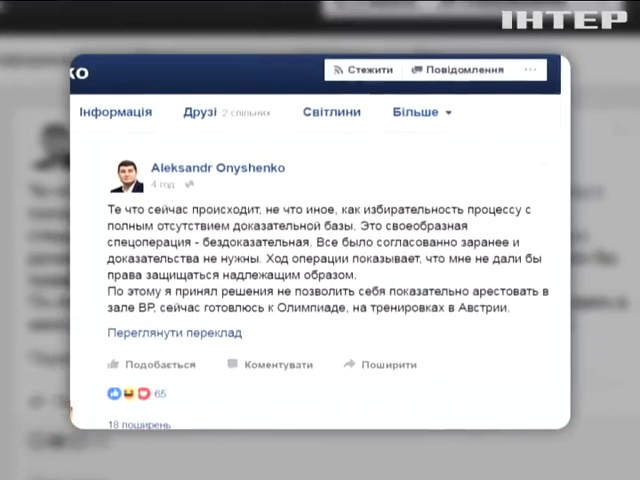 ІНТЕР
ко
Стежити
Повідомлення
Інформація
Друзі 2 спільних
Світлини
Більше
Aleksandr Onyshenko
4 год
Те что сейчас происходит, не что иное, как избирательность процессу с
полным отсутствием доказательной базы. Это своеобразная
спецоперация - бездоказательная. Все было согласованно заранее и
доказательства не нужны. Ход операции показывает, что мне не дали бы
права защищаться надлежащим образом.
По этому я принял решения не позволить себя показательно арестовать в
зале ВР, сейчас готовлюсь к Олимпиаде, на тренировках в Австрии.
Переглянути переклад
Подобається
Коментувати
Поширити
65
18 поширень